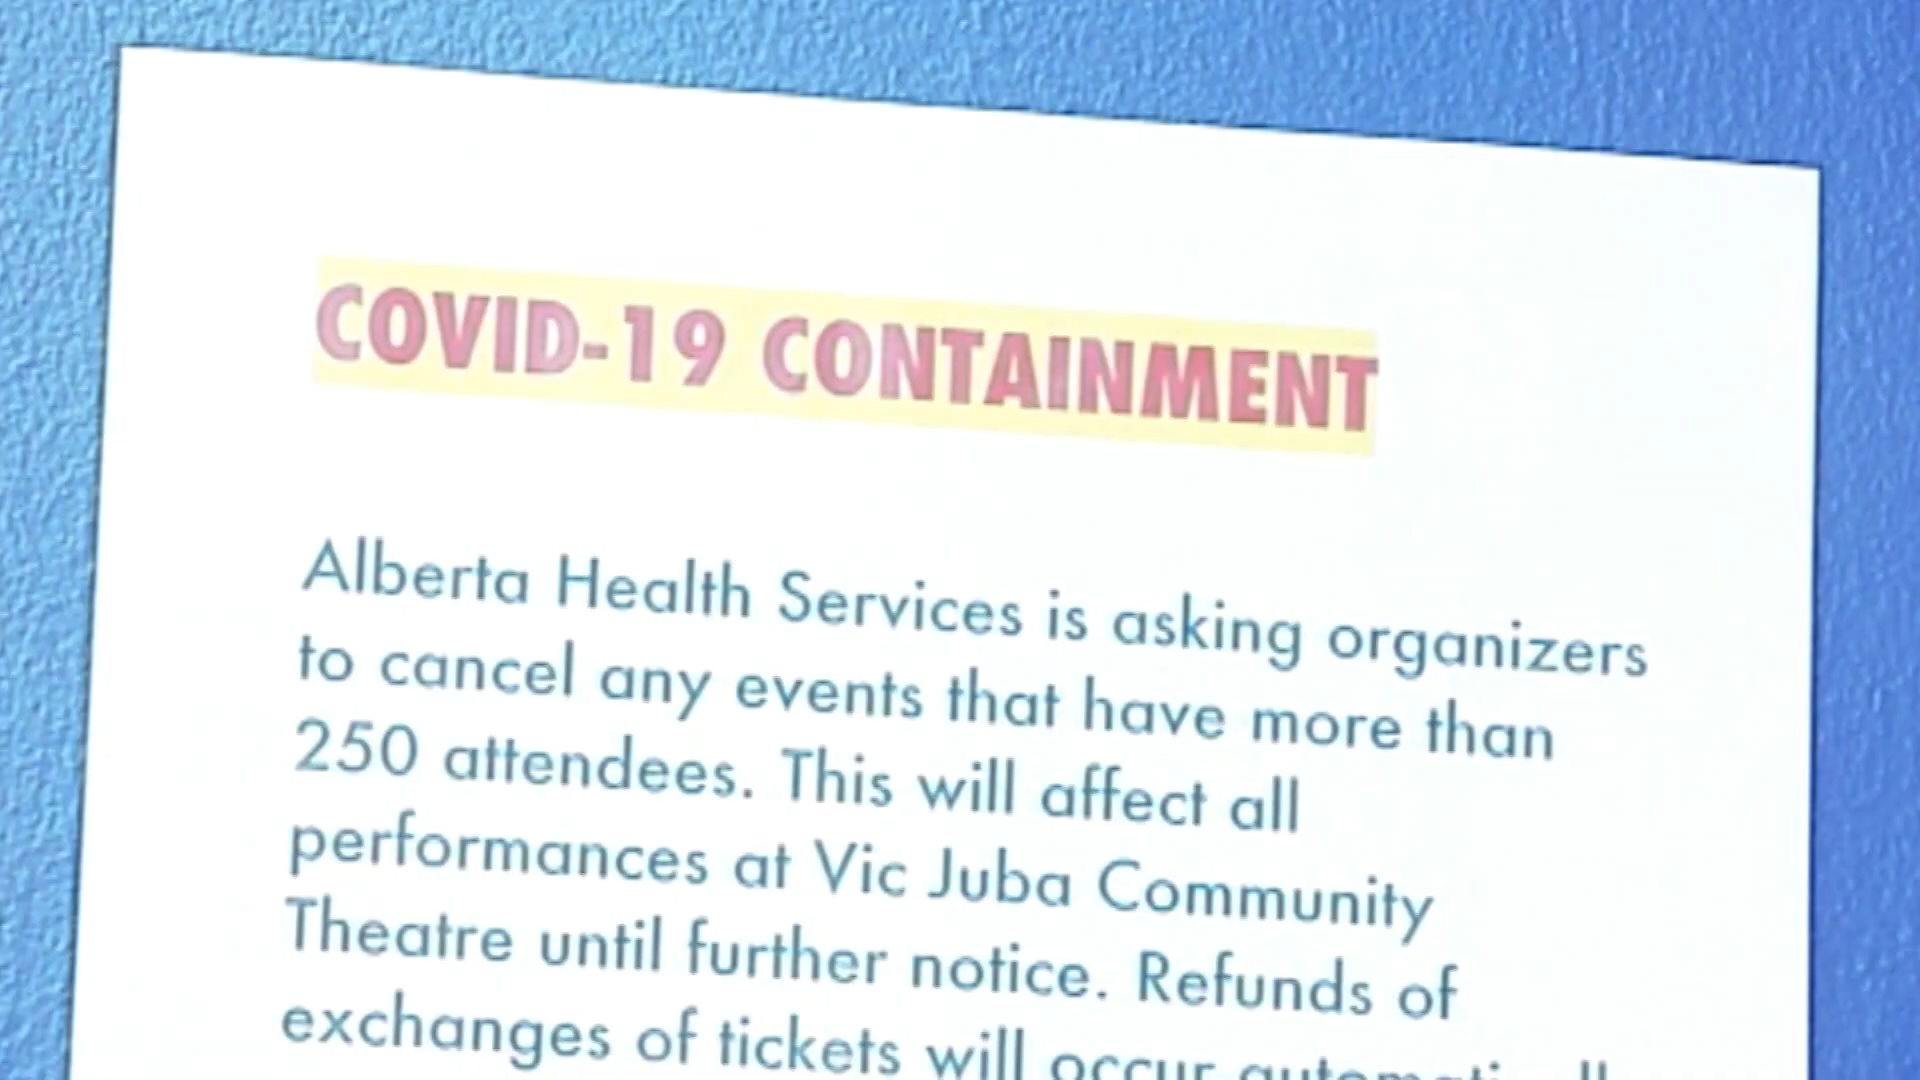 COVID-19 CONTAINMENT
Alberta Health Services is asking organizers
to cancel any events that have more than
250 attendees. This will affect all
performances at Vic Juba Community
Theatre until further notice. Refunds of
exchanges of tickets will occur